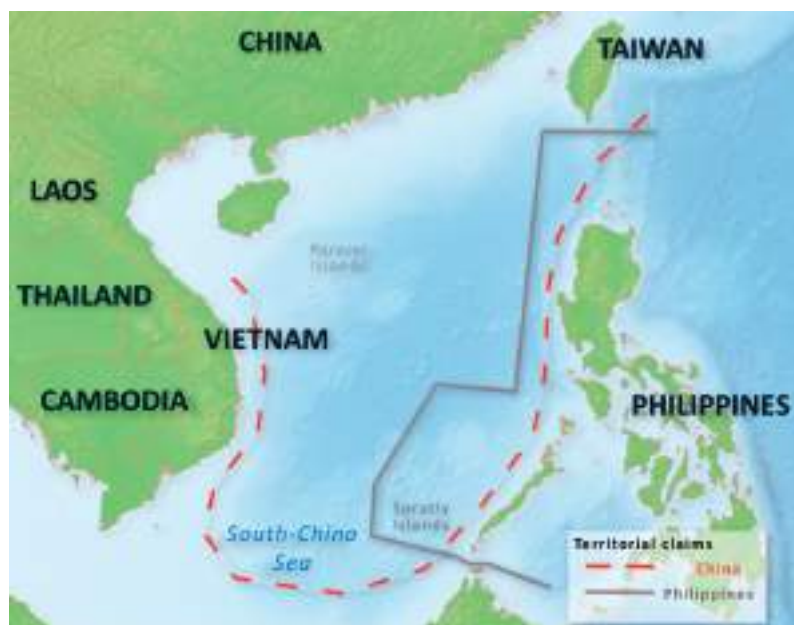 CHINA
TAIWAN
LAOS
Paracel
Islands
THAILAND
VIETNAM
CAMBODIA
PHILIPPINES
Spratly
Islands
South-China
Sea
Territorial claims
China
Philippines